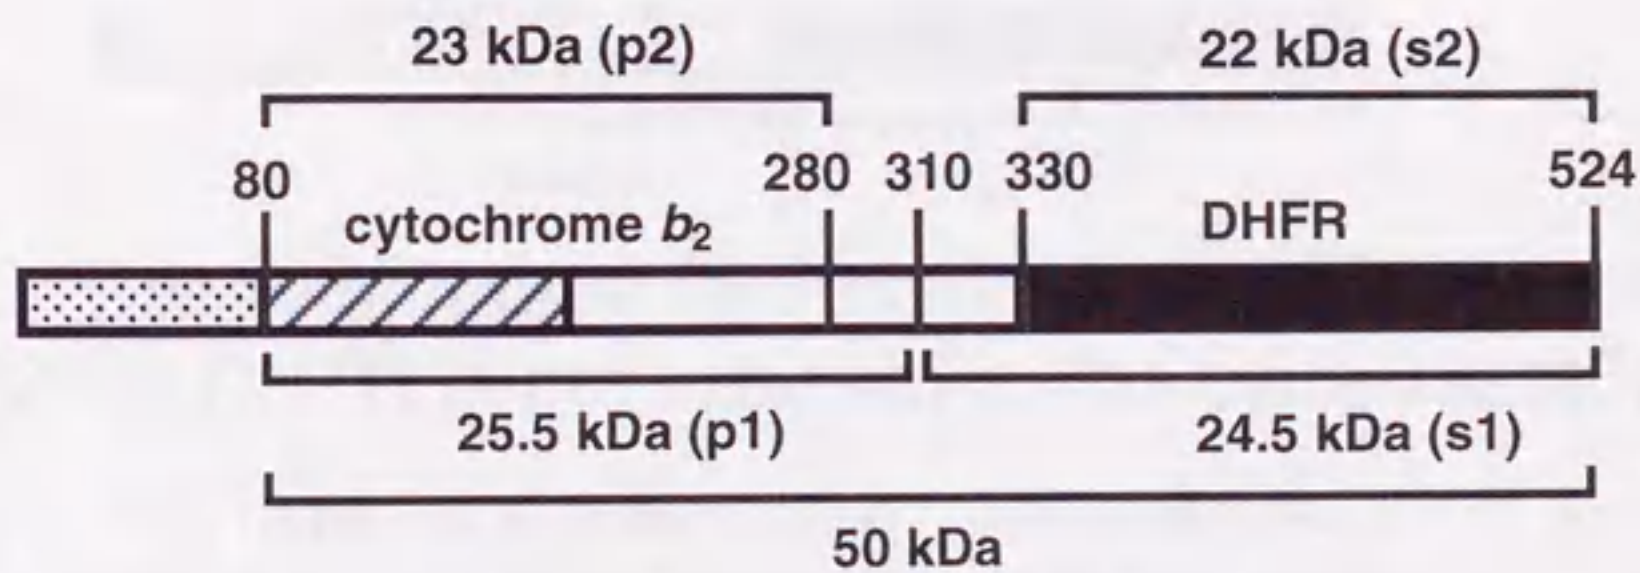 23 kDa (p2) 22 kDa (s2)
80 280 310 330 524
cytochrome b₂ DHFR
25.5 kDa (p1) 24.5 kDa (s1)
50 kDa